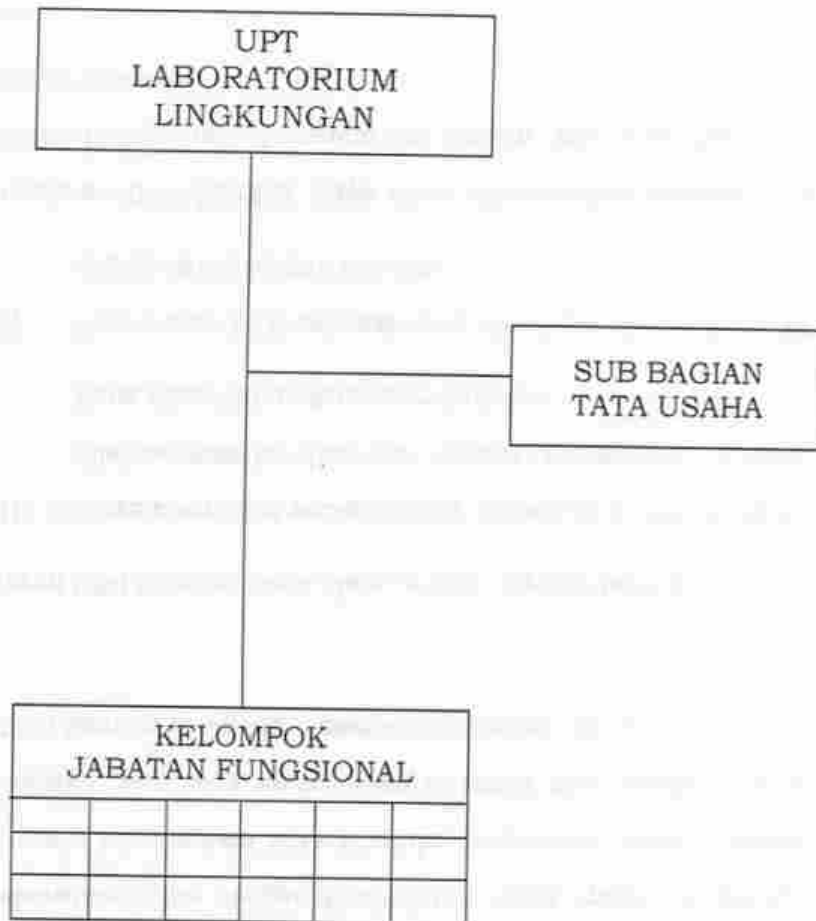 UPT
LABORATORIUM
LINGKUNGAN
SUB BAGIAN
TATA USAHA
KELOMPOK
JABATAN FUNGSIONAL